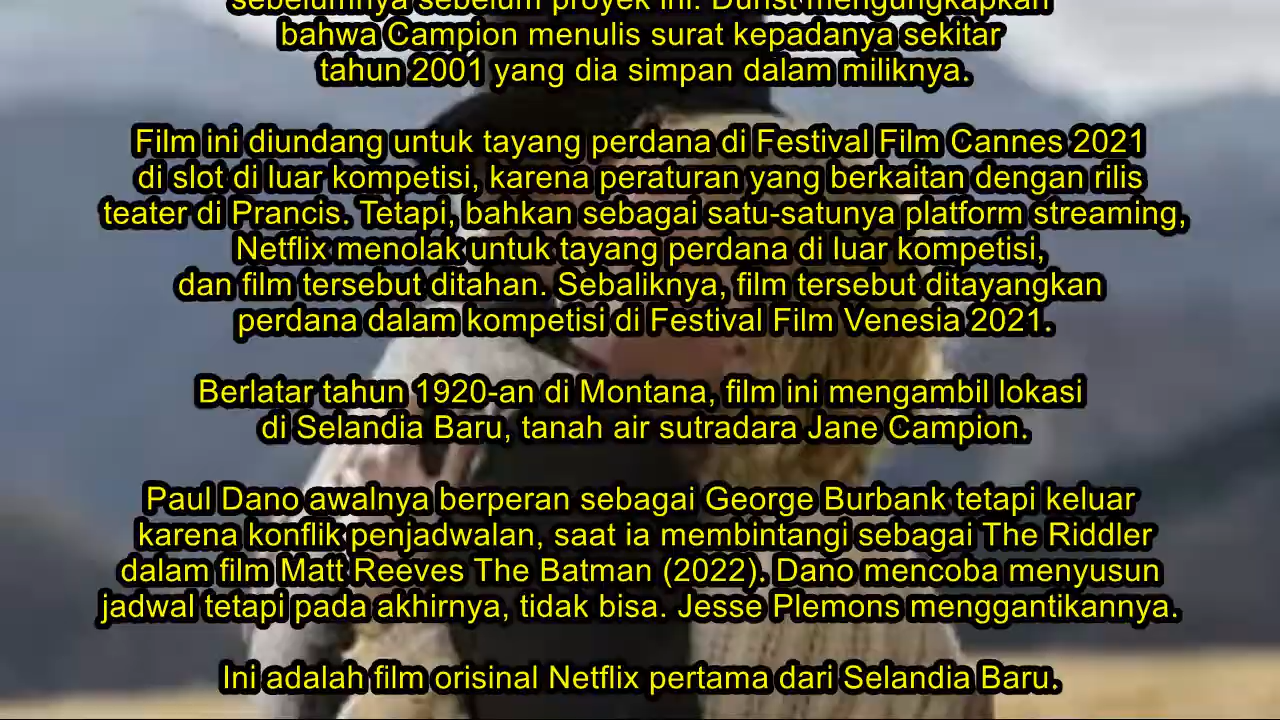 sebelumnya sebelum proyek ini. Dunst mengungkapkan
bahwa Campion menulis surat kepadanya sekitar
tahun 2001 yang dia simpan dalam miliknya.
Film ini diundang untuk tayang perdana di Festival Film Cannes 2021
di slot di luar kompetisi, karena peraturan yang berkaitan dengan rilis
teater di Prancis. Tetapi, bahkan sebagai satu-satunya platform streaming,
Netflix menolak untuk tayang perdana di luar kompetisi,
dan film tersebut ditahan. Sebaliknya, film tersebut ditayangkan
perdana dalam kompetisi di Festival Film Venesia 2021.
Berlatar tahun 1920-an di Montana, film ini mengambil lokasi
di Selandia Baru, tanah air sutradara Jane Campion.
Paul Dano awalnya berperan sebagai George Burbank tetapi keluar
karena konflik penjadwalan, saat ia membintangi sebagai The Riddler
dalam film Matt Reeves The Batman (2022). Dano mencoba menyusun
jadwal tetapi pada akhirnya, tidak bisa. Jesse Plemons menggantikannya.
Ini adalah film orisinal Netflix pertama dari Selandia Baru.